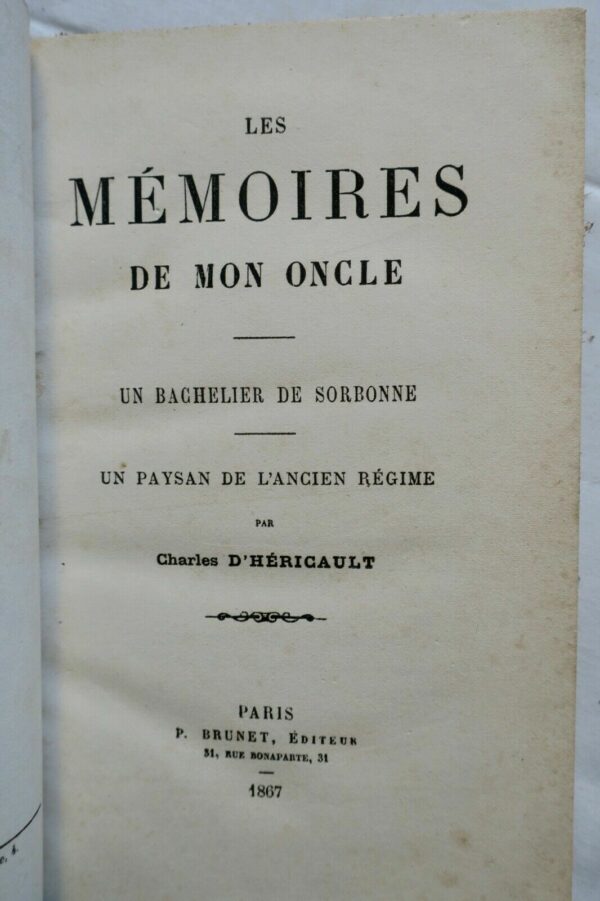 LES
MÉMOIRES
DE MON ONCLE
UN BACHELIER DE SORBONNE
UN PAYSAN DE L'ANCIEN RÉGIME
PAR
Charles D'HÉRICAULT
PARIS
P. BRUNET, ÉDITEUR
31, RUE BONAPARTE, 31
1867